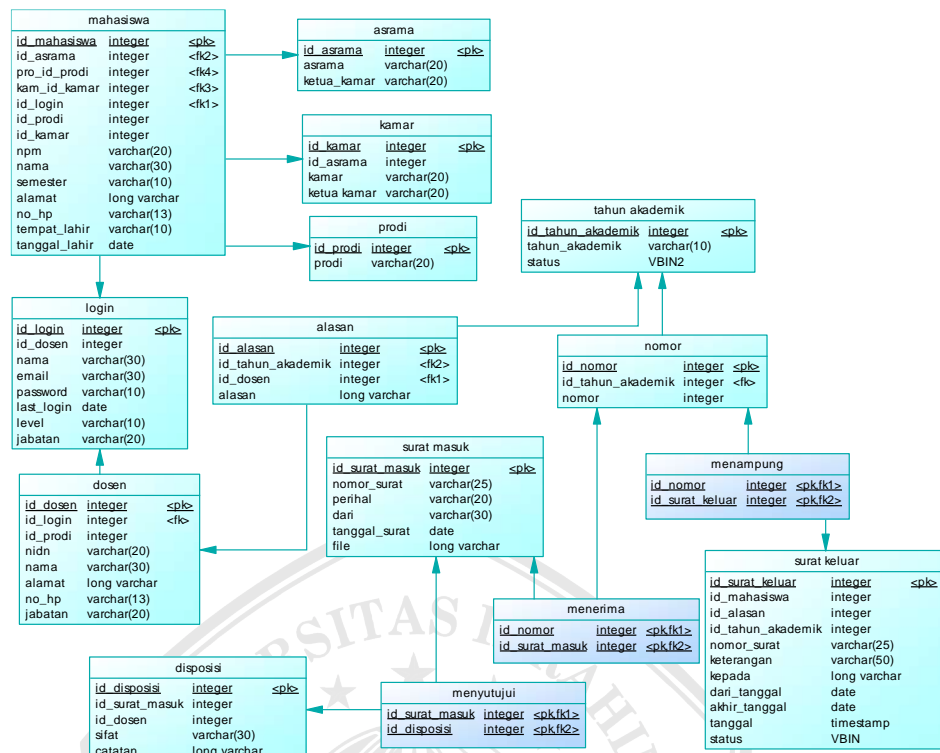 mahasiswa
id_mahasiswa integer <pk>
id_asrama integer <fk2>
pro_id_prodi integer <fk4>
kam_id_kamar integer <fk3>
id_login integer <fk1>
id_prodi integer
id_kamar integer
npm varchar(20)
nama varchar(30)
semester varchar(10)
alamat long varchar
no_hp varchar(13)
tempat_lahir varchar(10)
tanggal_lahir date
asrama
id_asrama integer <pk>
asrama varchar(20)
ketua_kamar varchar(20)
kamar
id_kamar integer <pk>
id_asrama integer
kamar varchar(20)
ketua kamar varchar(20)
prodi
id_prodi integer <pk>
prodi varchar(20)
tahun akademik
id_tahun_akademik integer <pk>
tahun_akademik varchar(10)
status VBIN2
login
id_login integer <pk>
id_dosen integer
nama varchar(30)
email varchar(30)
password varchar(10)
last_login date
level varchar(10)
jabatan varchar(20)
alasan
id_alasan integer <pk>
id_tahun_akademik integer <fk2>
id_dosen integer <fk1>
alasan long varchar
nomor
id_nomor integer <pk>
id_tahun_akademik integer <fk>
nomor integer
surat masuk
id_surat_masuk integer <pk>
nomor_surat varchar(25)
perihal varchar(20)
dari varchar(30)
tanggal_surat date
file long varchar
menampung
id_nomor integer <pk,fk1>
id_surat_keluar integer <pk,fk2>
dosen
id_dosen integer <pk>
id_login integer <fk>
id_prodi integer
nidn varchar(20)
nama varchar(30)
alamat long varchar
no_hp varchar(13)
jabatan varchar(20)
surat keluar
id_surat_keluar integer <pk>
id_mahasiswa integer
id_alasan integer
id_tahun_akademik integer
nomor_surat varchar(25)
keterangan varchar(50)
kepada long varchar
dari_tanggal date
akhir_tanggal date
tanggal timestamp
status VBIN
menerima
id_nomor integer <pk,fk1>
id_surat_masuk integer <pk,fk2>
disposisi
id_disposisi integer <pk>
id_surat_masuk integer
id_dosen integer
sifat varchar(30)
catatan long varchar
menyutujui
id_surat_masuk integer <pk,fk1>
id_disposisi integer <pk,fk2>